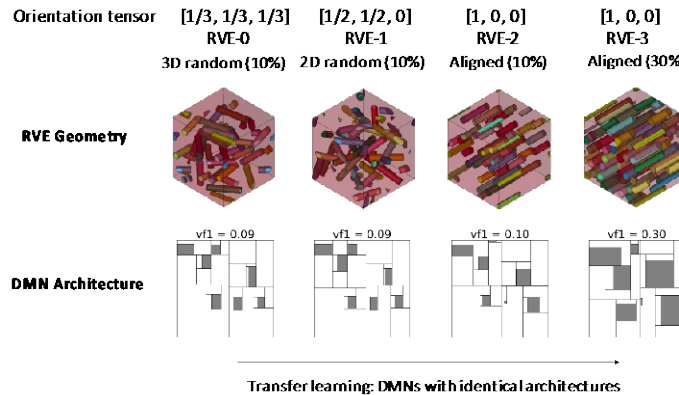 Orientation tensor [1/3, 1/3, 1/3] [1/2, 1/2, 0] [1, 0, 0] [1, 0, 0]
RVE-0 RVE-1 RVE-2 RVE-3
3D random (10%) 2D random (10%) Aligned (10%) Aligned (30%
RVE Geometry
vf1 = 0.09 vf1 = 0.09 vf1 = 0.10 vf1 = 0.30
DMN Architecture
Transfer learning: DMNs with identical architectures